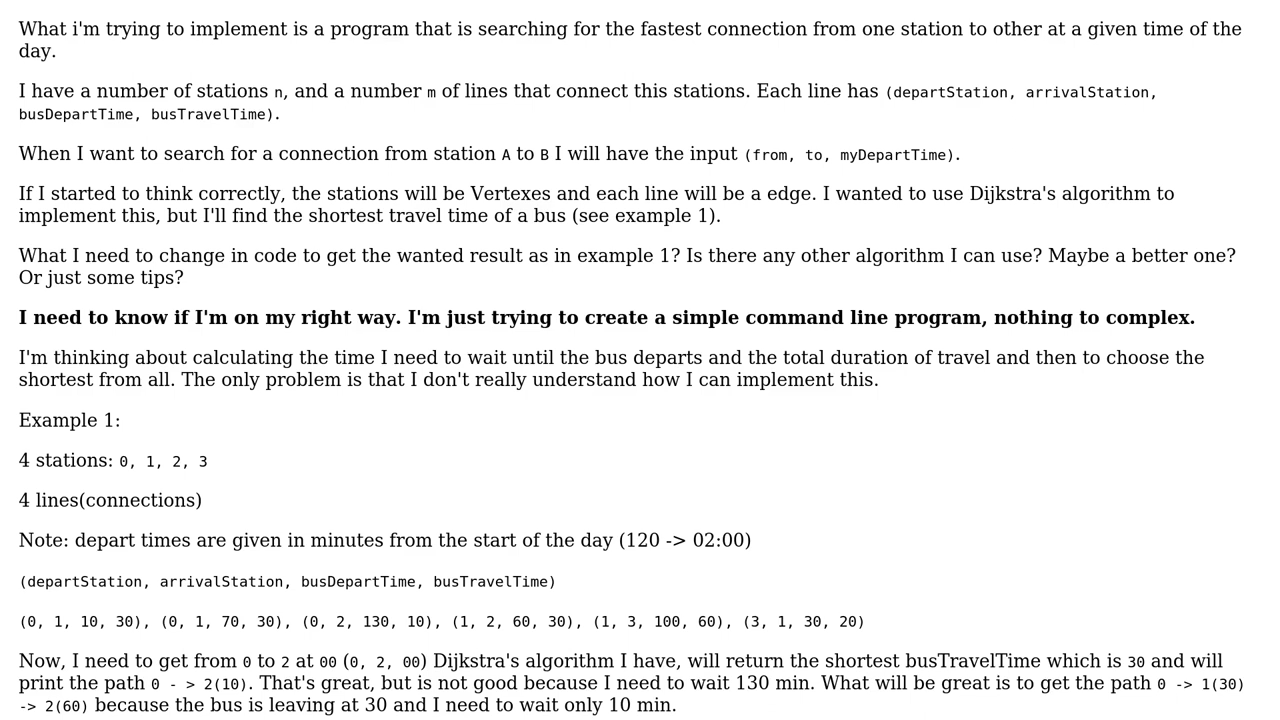 What i'm trying to implement is a program that is searching for the fastest connection from one station to other at a given time of the
day.
I have a number of stations n, and a number m of lines that connect this stations. Each line has (departStation, arrivalStation,
busDepartTime, busTravelTime).
When I want to search for a connection from station A to B I will have the input (from, to, myDepartTime).
If I started to think correctly, the stations will be Vertexes and each line will be a edge. I wanted to use Dijkstra's algorithm to
implement this, but I'll find the shortest travel time of a bus (see example 1).
What I need to change in code to get the wanted result as in example 1? Is there any other algorithm I can use? Maybe a better one?
Or just some tips?
I need to know if I'm on my right way. I'm just trying to create a simple command line program, nothing to complex.
I'm thinking about calculating the time I need to wait until the bus departs and the total duration of travel and then to choose the
shortest from all. The only problem is that I don't really understand how I can implement this.
Example 1:
4 stations: 0, 1, 2, 3
4 lines(connections)
Note: depart times are given in minutes from the start of the day (120 -> 02:00)
(departStation, arrivalStation, busDepartTime, busTravelTime)
(0, 1, 10, 30), (0, 1, 70, 30), (0, 2, 130, 10), (1, 2, 60, 30), (1, 3, 100, 60), (3, 1, 30, 20)
Now, I need to get from 0 to 2 at 00 (0, 2, 00) Dijkstra's algorithm I have, will return the shortest busTravelTime which is 30 and will
print the path 0 - > 2(10). That's great, but is not good because I need to wait 130 min. What will be great is to get the path 0 -> 1(30)
-> 2(60) because the bus is leaving at 30 and I need to wait only 10 min.